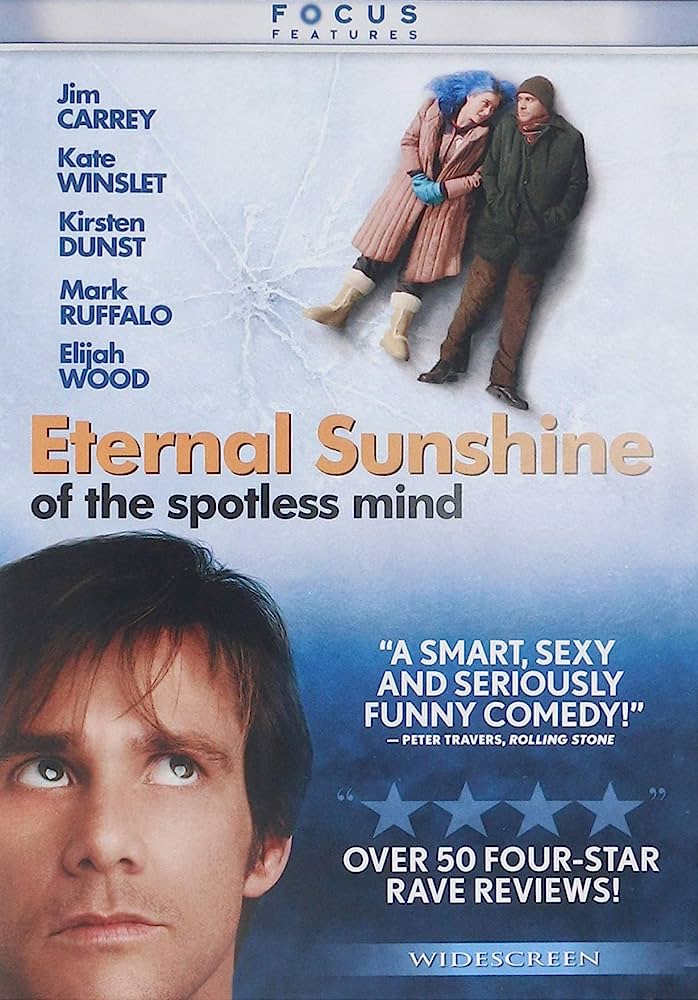 FOCUS
FEATURES
Jim
CARREY
Kate
WINSLET
Kirsten
DUNST
Mark
RUFFALO
Elijah
WOOD
Eternal Sunshine
of the spotless mind
“A SMART, SEXY
AND SERIOUSLY
FUNNY COMEDY!”
— PETER TRAVERS, ROLLING STONE
“★★★★”
OVER 50 FOUR-STAR
RAVE REVIEWS!
WIDESCREEN